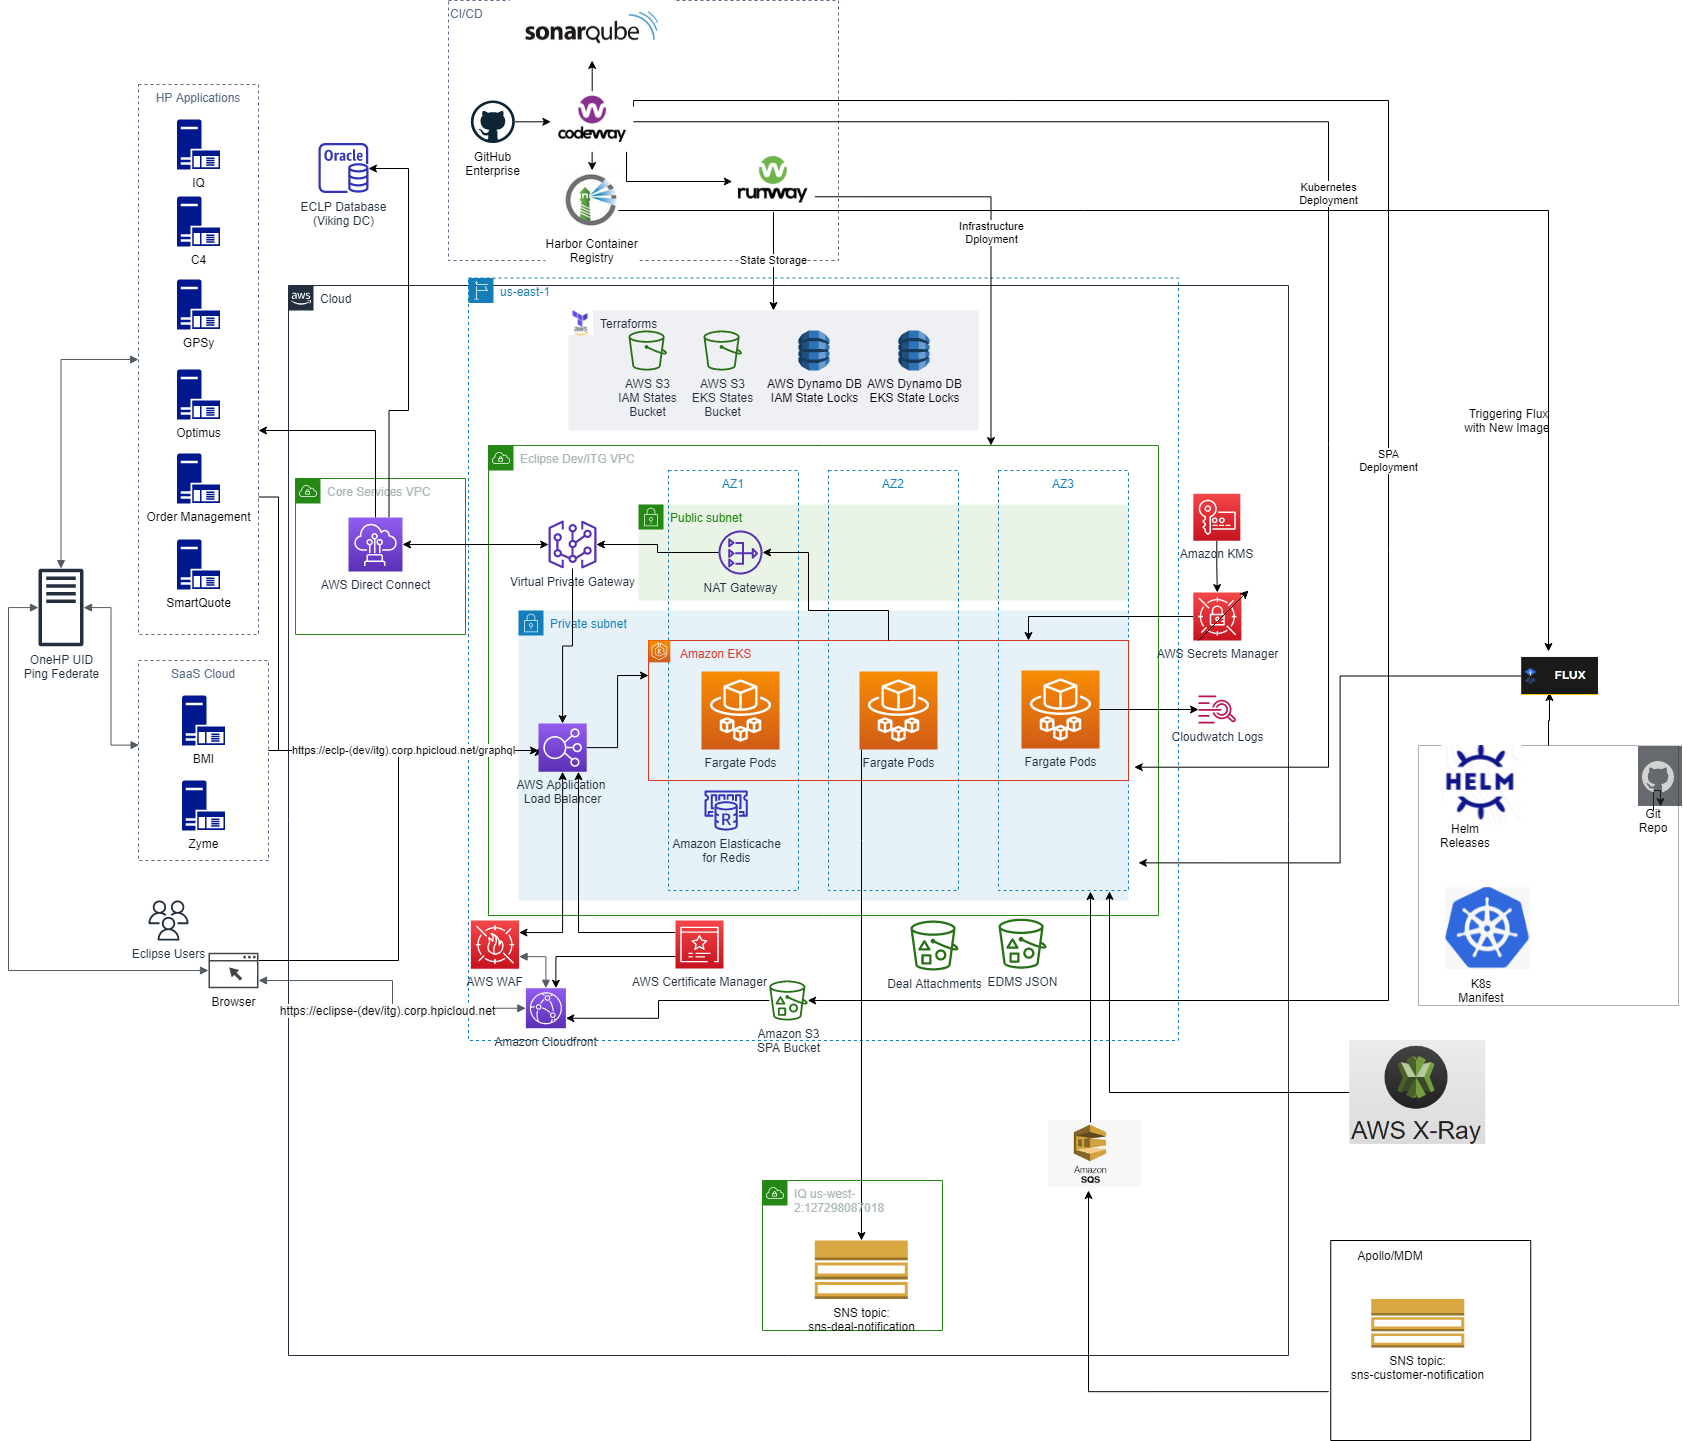 CI/CD
sonarqube
HP Applications
IQ
C4
GPSy
Optimus
Order Management
SmartQuote
Oracle
ECLP Database
(Viking DC)
GitHub
Enterprise
codeway
runway
Harbor Container
Registry
State Storage
Infrastructure
Dployment
Kubernetes
Deployment
Triggering Flux
with New Image
SPA
Deployment
aws
Cloud
us-east-1
aws
Terraforms
AWS S3
IAM States
Bucket
AWS S3
EKS States
Bucket
AWS Dynamo DB
IAM State Locks
AWS Dynamo DB
EKS State Locks
Eclipse Dev/ITG VPC
AZ1
AZ2
AZ3
Core Services VPC
AWS Direct Connect
Virtual Private Gateway
Public subnet
NAT Gateway
Private subnet
Amazon EKS
Fargate Pods
Fargate Pods
Fargate Pods
Amazon KMS
AWS Secrets Manager
Cloudwatch Logs
FLUX
OneHP UID
Ping Federate
SaaS Cloud
BMI
Zyme
https://eclp-(dev/itg).corp.hpicloud.net/graphql
AWS Application
Load Balancer
R
Amazon Elasticache
for Redis
HELM
Helm
Releases
Git
Repo
K8s
Manifest
Eclipse Users
Browser
https://eclipse-(dev/itg).corp.hpicloud.net
AWS WAF
AWS Certificate Manager
Amazon Cloudfront
Deal Attachments
EDMS JSON
Amazon S3
SPA Bucket
AWS X-Ray
Amazon
SQS
IQ us-west-
2:127298087018
SNS topic:
sns-deal-notification
Apollo/MDM
SNS topic:
sns-customer-notification